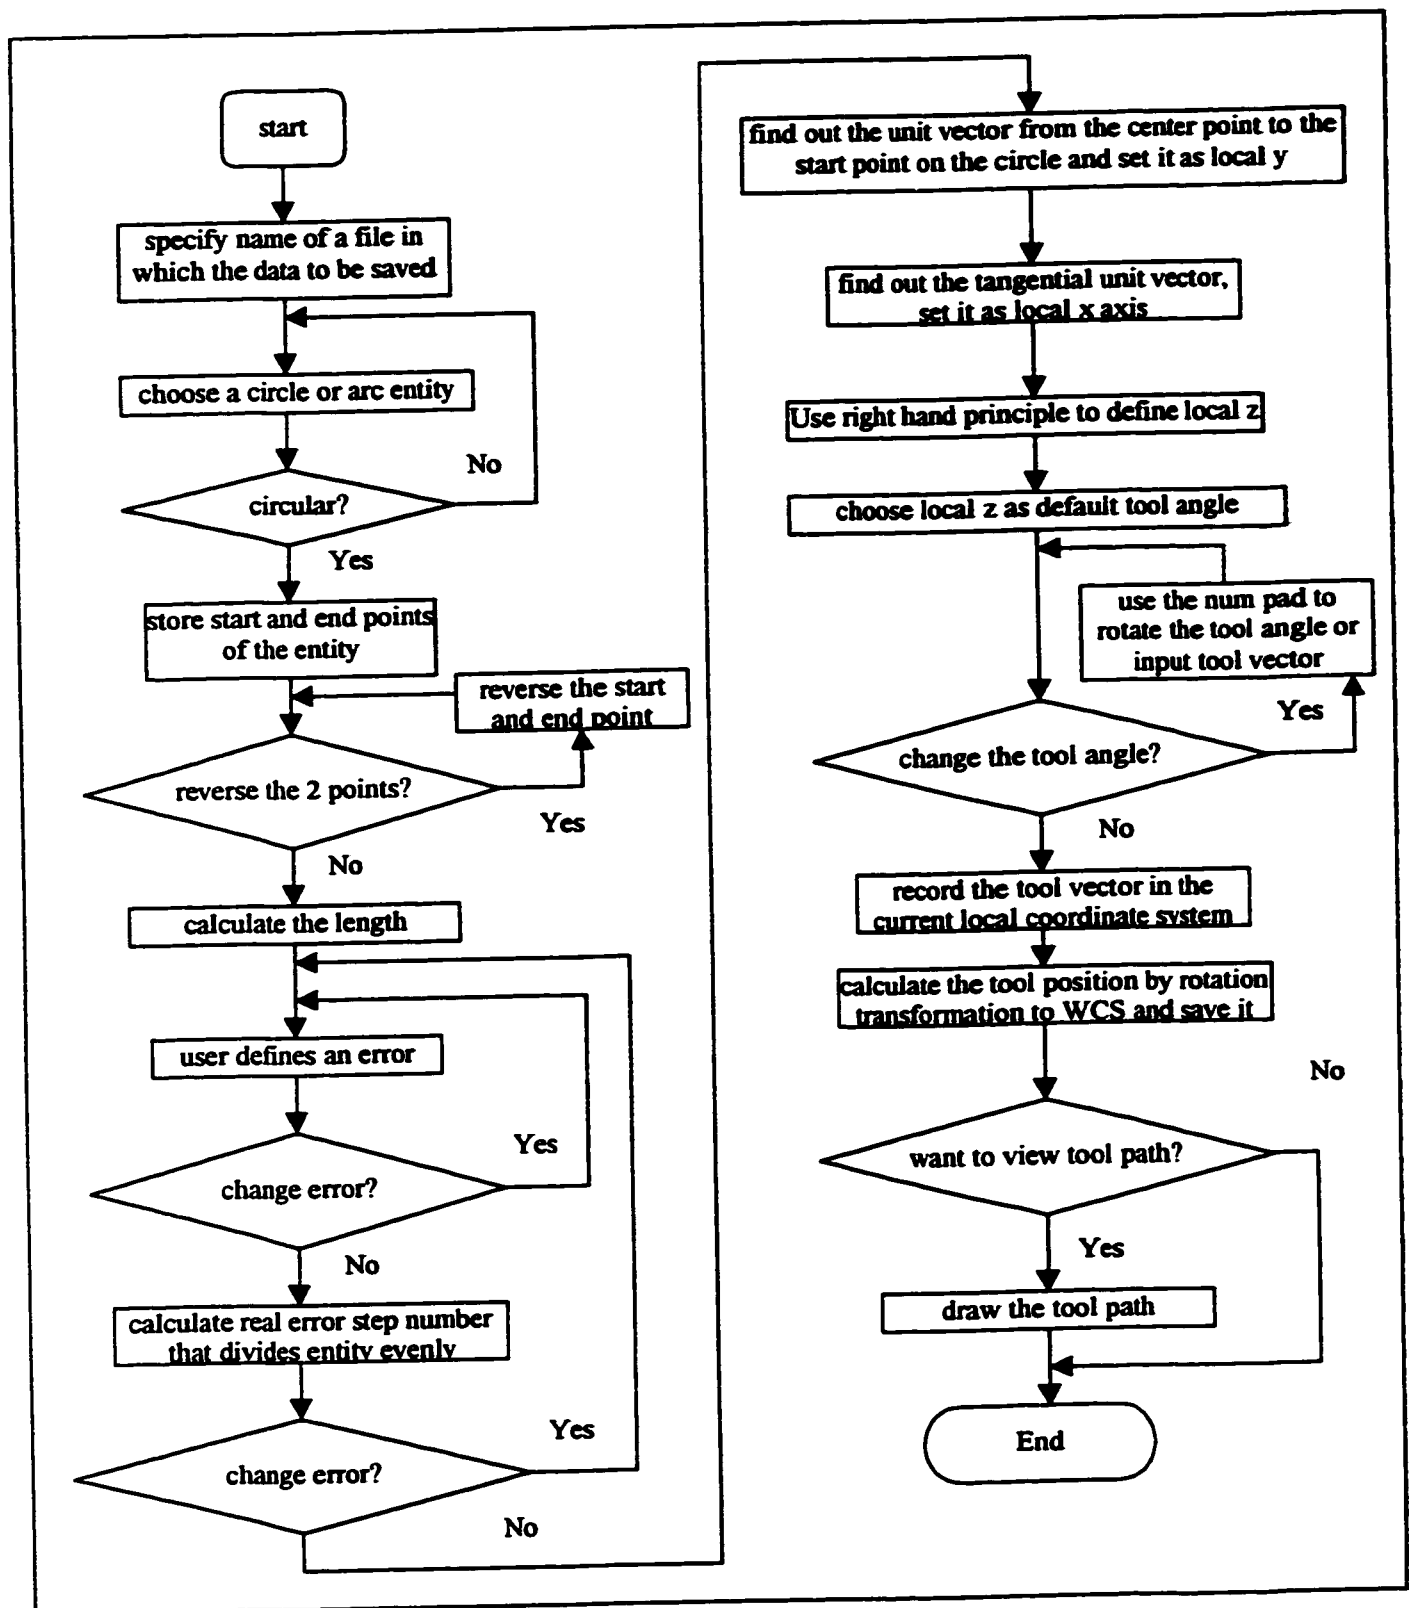 start
specify name of a file in
which the data to be saved
choose a circle or arc entity
No
circular?
Yes
store start and end points
of the entity
reverse the start
and end point
reverse the 2 points?
Yes
No
calculate the length
user defines an error
Yes
change error?
No
calculate real error step number
that divides entity evenly
Yes
change error?
No
find out the unit vector from the center point to the
start point on the circle and set it as local y
find out the tangential unit vector,
set it as local x axis
Use right hand principle to define local z
choose local z as default tool angle
use the num pad to
rotate the tool angle or
input tool vector
Yes
change the tool angle?
No
record the tool vector in the
current local coordinate system
calculate the tool position by rotation
transformation to WCS and save it
No
want to view tool path?
Yes
draw the tool path
End